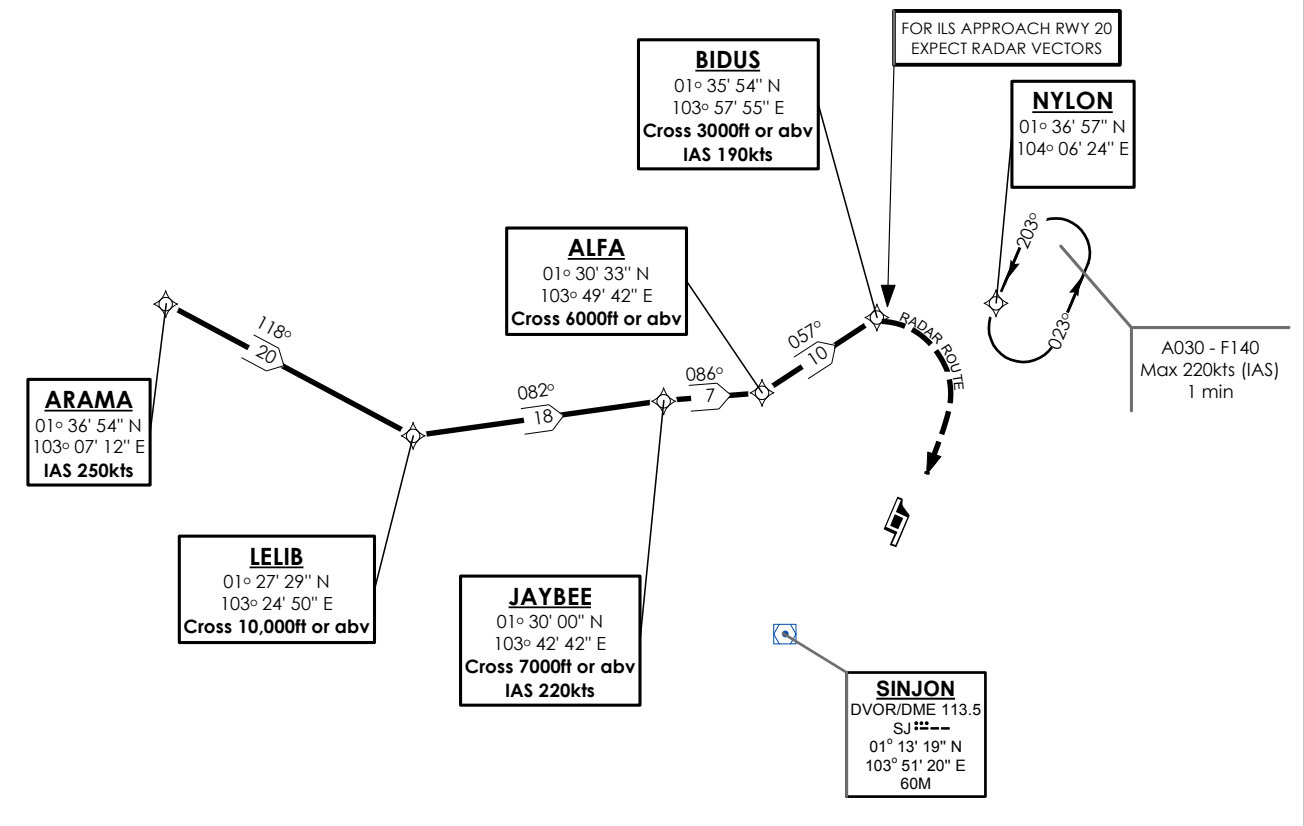 FOR ILS APPROACH RWY 20
EXPECT RADAR VECTORS
BIDUS
01° 35' 54" N
103° 57' 55" E
Cross 3000ft or abv
IAS 190kts
NYLON
01° 36' 57" N
104° 06' 24" E
ALFA
01° 30' 33" N
103° 49' 42" E
Cross 6000ft or abv
203°
023°
RADAR ROUTE
118°
20
057°
10
A030 - F140
Max 220kts (IAS)
1 min
086°
7
082°
18
ARAMA
01° 36' 54" N
103° 07' 12" E
IAS 250kts
LELIB
01° 27' 29" N
103° 24' 50" E
Cross 10,000ft or abv
JAYBEE
01° 30' 00" N
103° 42' 42" E
Cross 7000ft or abv
IAS 220kts
SINJON
DVOR/DME 113.5
SJ
01° 13' 19" N
103° 51' 20" E
60M